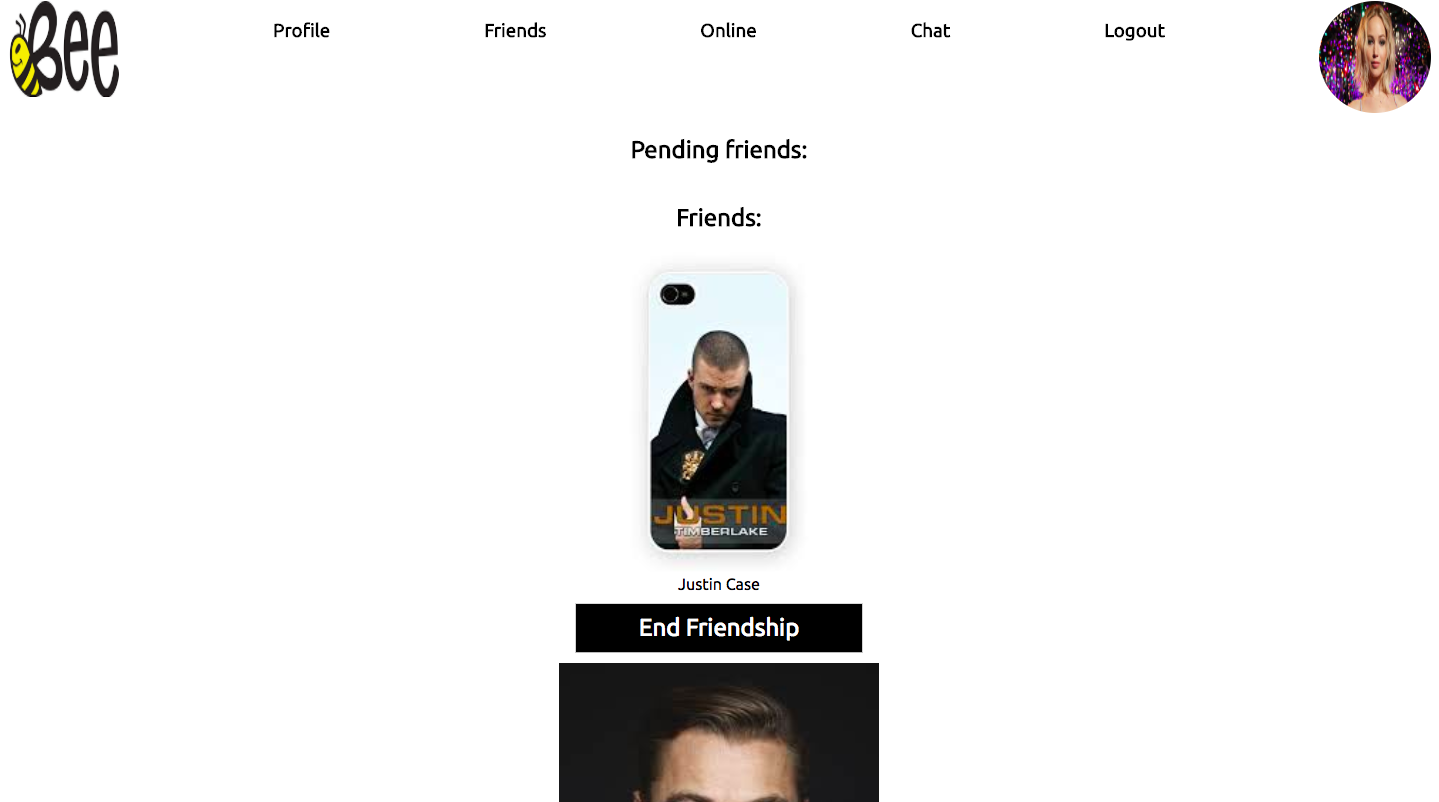 Bee
Profile Friends Online Chat Logout
Pending friends:
Friends:
JUSTIN
TIMBERLAKE
Justin Case
End Friendship